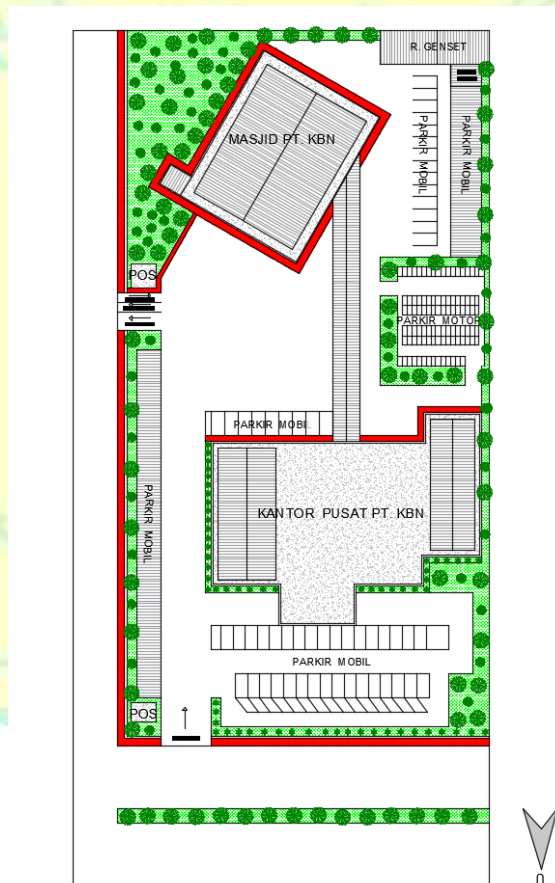 R. GENSET
MASJID PT. KBN
PARKIR MOBIL
PARKIR MOBIL
POS
PARKIR MOTOR
PARKIR MOBIL
PARKIR MOBIL
KANTOR PUSAT PT. KBN
PARKIR MOBIL
POS
0